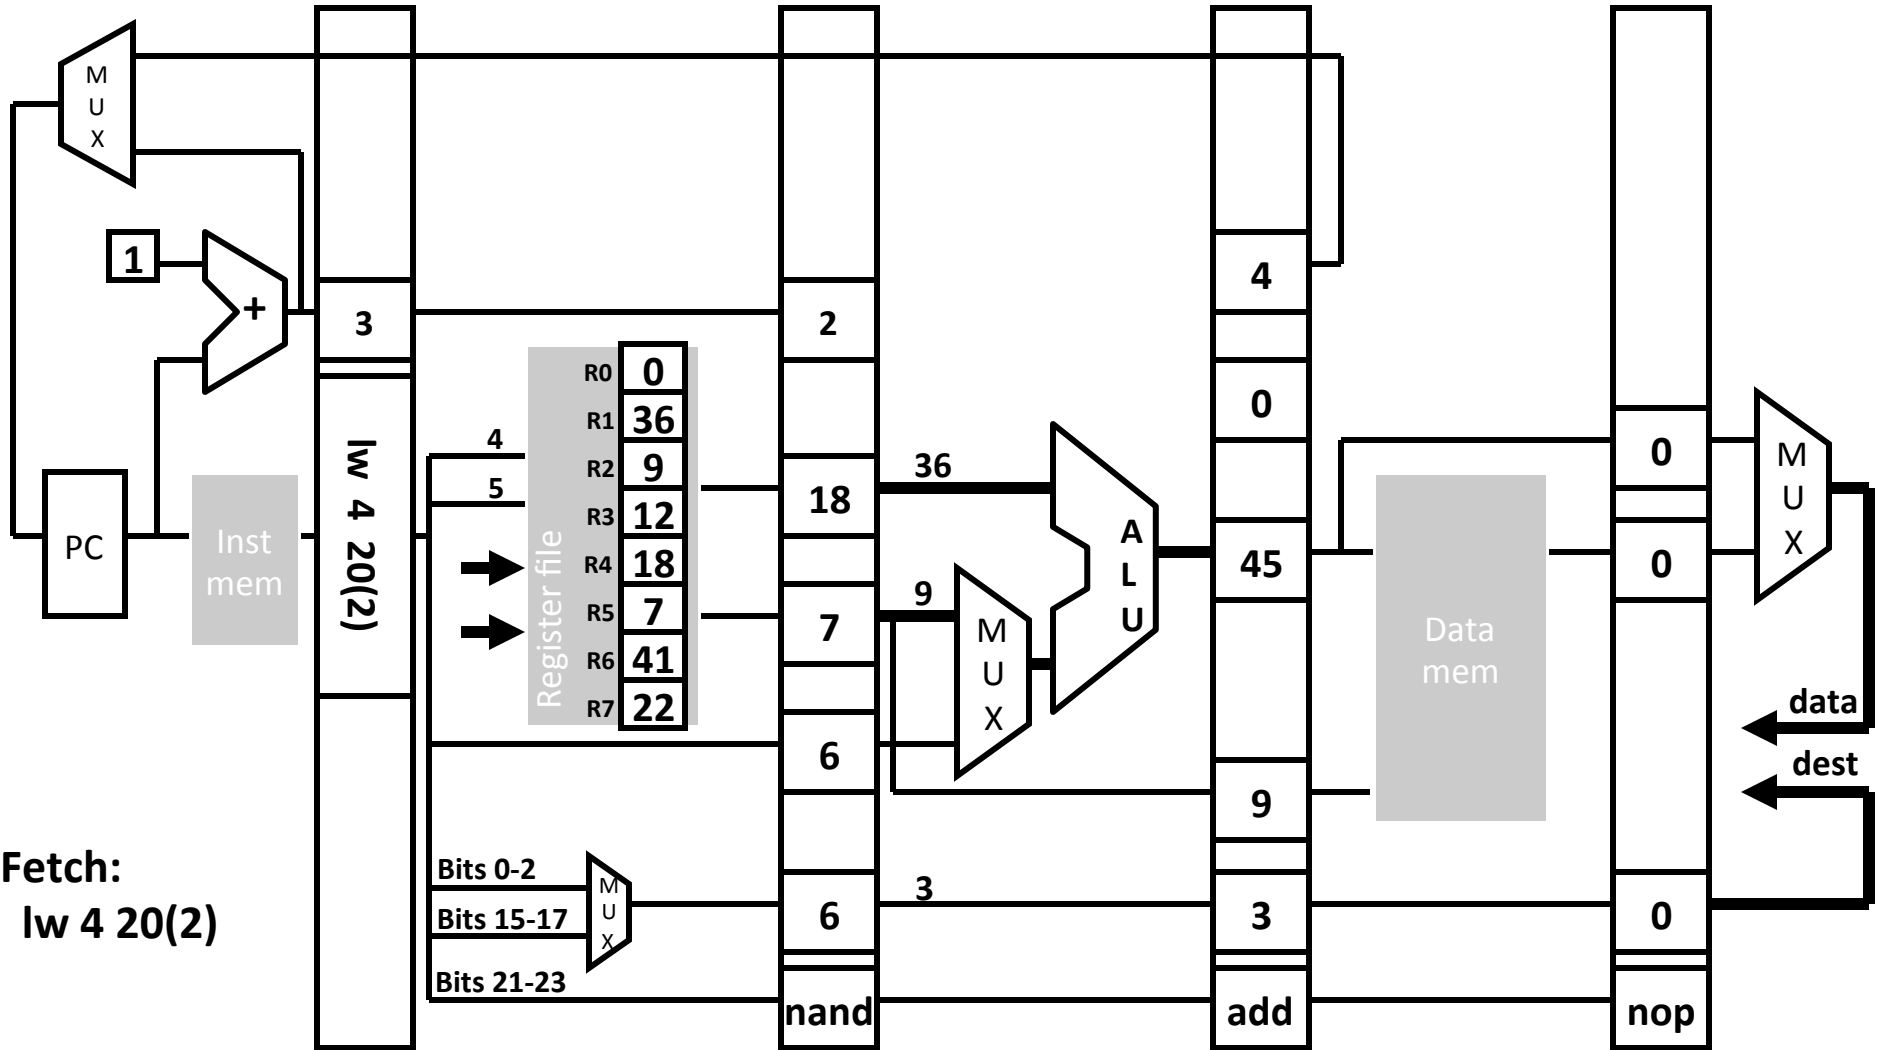 M
U
X
1
+
3
2
4
0
R0 0
R1 36
R2 9
R3 12
R4 18
R5 7
R6 41
R7 22
Register file
4
5
lw 4 20(2)
PC
Inst
mem
18
7
6
36
9
M
U
X
A
L
U
45
9
Data
mem
0
0
M
U
X
data
dest
Fetch:
lw 4 20(2)
Bits 0-2
Bits 15-17
Bits 21-23
M
U
X
6
3
3
0
nand
add
nop